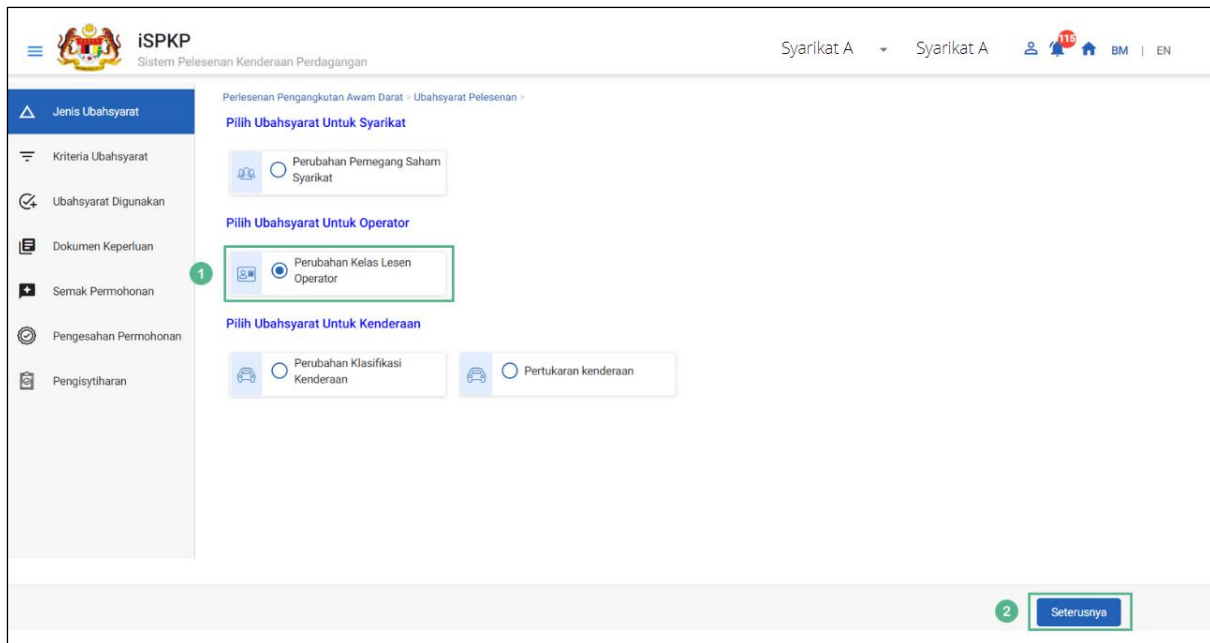 iSPKP
Sistem Pelesenan Kenderaan Perdagangan
Syarikat A
Syarikat A
115
BM | EN
Jenis Ubahsyarat
Kriteria Ubahsyarat
Ubahsyarat Digunakan
Dokumen Keperluan
Semak Permohonan
Pengesahan Permohonan
Pengisytiharan
Perlesenan Pengangkutan Awam Darat > Ubahsyarat Pelesenan >
Pilih Ubahsyarat Untuk Syarikat
Perubahan Pemegang Saham
Syarikat
Pilih Ubahsyarat Untuk Operator
1
Perubahan Kelas Lesen
Operator
Pilih Ubahsyarat Untuk Kenderaan
Perubahan Klasifikasi
Kenderaan
Pertukaran kenderaan
2
Seterusnya